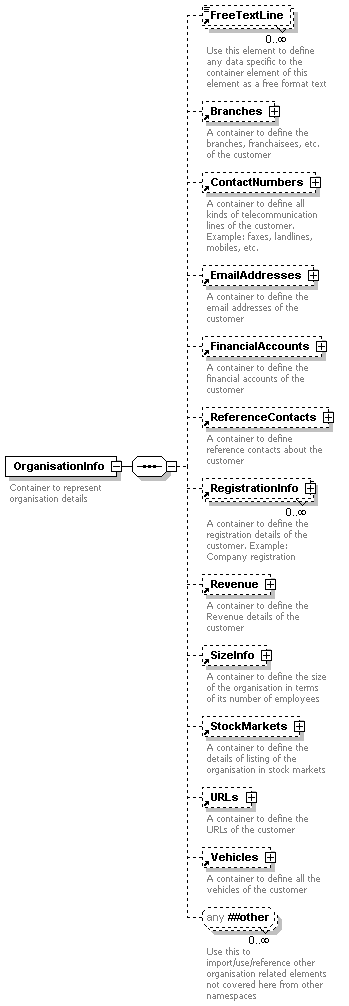 FreeTextLine
0..∞
Use this element to define
any data specific to the
container element of this
element as a free format text
Branches
A container to define the
branches, franchaisees, etc.
of the customer
ContactNumbers
A container to define all
kinds of telecommunication
lines of the customer.
Example: faxes, landlines,
mobiles, etc.
EmailAddresses
A container to define the
email addresses of the
customer
FinancialAccounts
A container to define the
financial accounts of the
customer
ReferenceContacts
A container to define
reference contacts about the
customer
OrganisationInfo
Container to represent
organisation details
RegistrationInfo
0..∞
A container to define the
registration details of the
customer. Example:
Company registration
Revenue
A container to define the
Revenue details of the
customer
SizeInfo
A container to define the size
of the organisation in terms
of its number of employees
StockMarkets
A container to define the
details of listing of the
organisation in stock markets
URLs
A container to define the
URLs of the customer
Vehicles
A container to define all the
vehicles of the customer
any ##other
0..∞
Use this to
import/use/reference other
organisation related elements
not covered here from other
namespaces